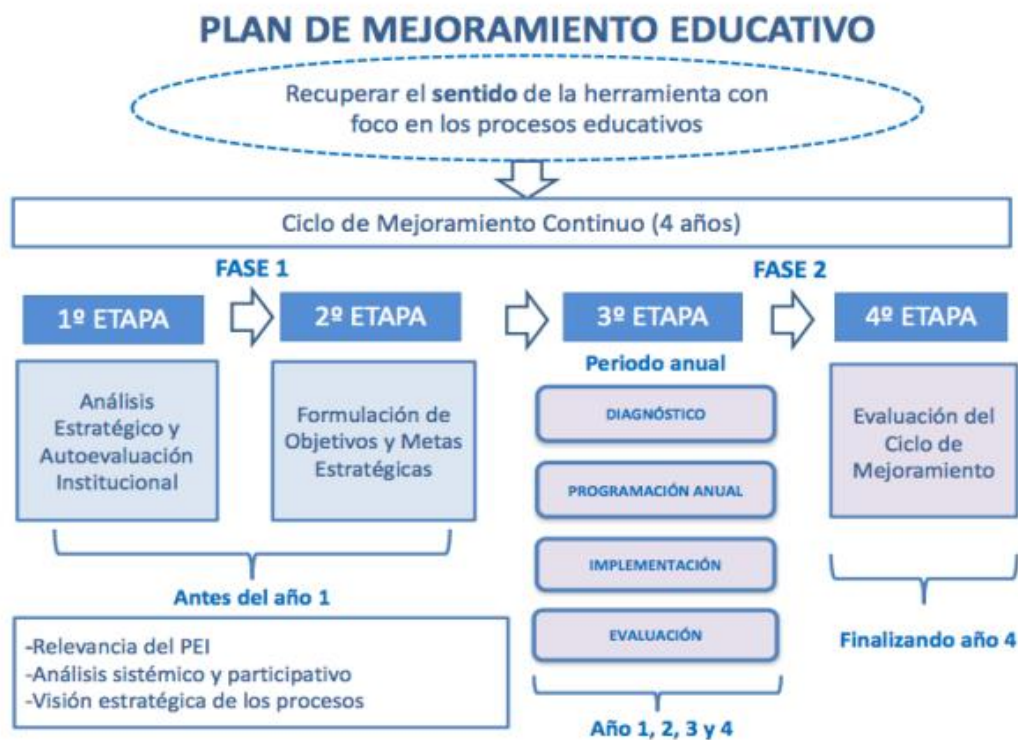 PLAN DE MEJORAMIENTO EDUCATIVO
Recuperar el sentido de la herramienta con
foco en los procesos educativos
Ciclo de Mejoramiento Continuo (4 años)
FASE 1
FASE 2
1º ETAPA
2º ETAPA
3º ETAPA
4º ETAPA
Análisis
Estratégico y
Autoevaluación
Institucional
Formulación de
Objetivos y Metas
Estratégicas
Periodo anual
DIAGNÓSTICO
PROGRAMACIÓN ANUAL
IMPLEMENTACIÓN
EVALUACIÓN
Evaluación del
Ciclo de
Mejoramiento
Antes del año 1
-Relevancia del PEI
-Análisis sistémico y participativo
-Visión estratégica de los procesos
Año 1, 2, 3 y 4
Finalizando año 4